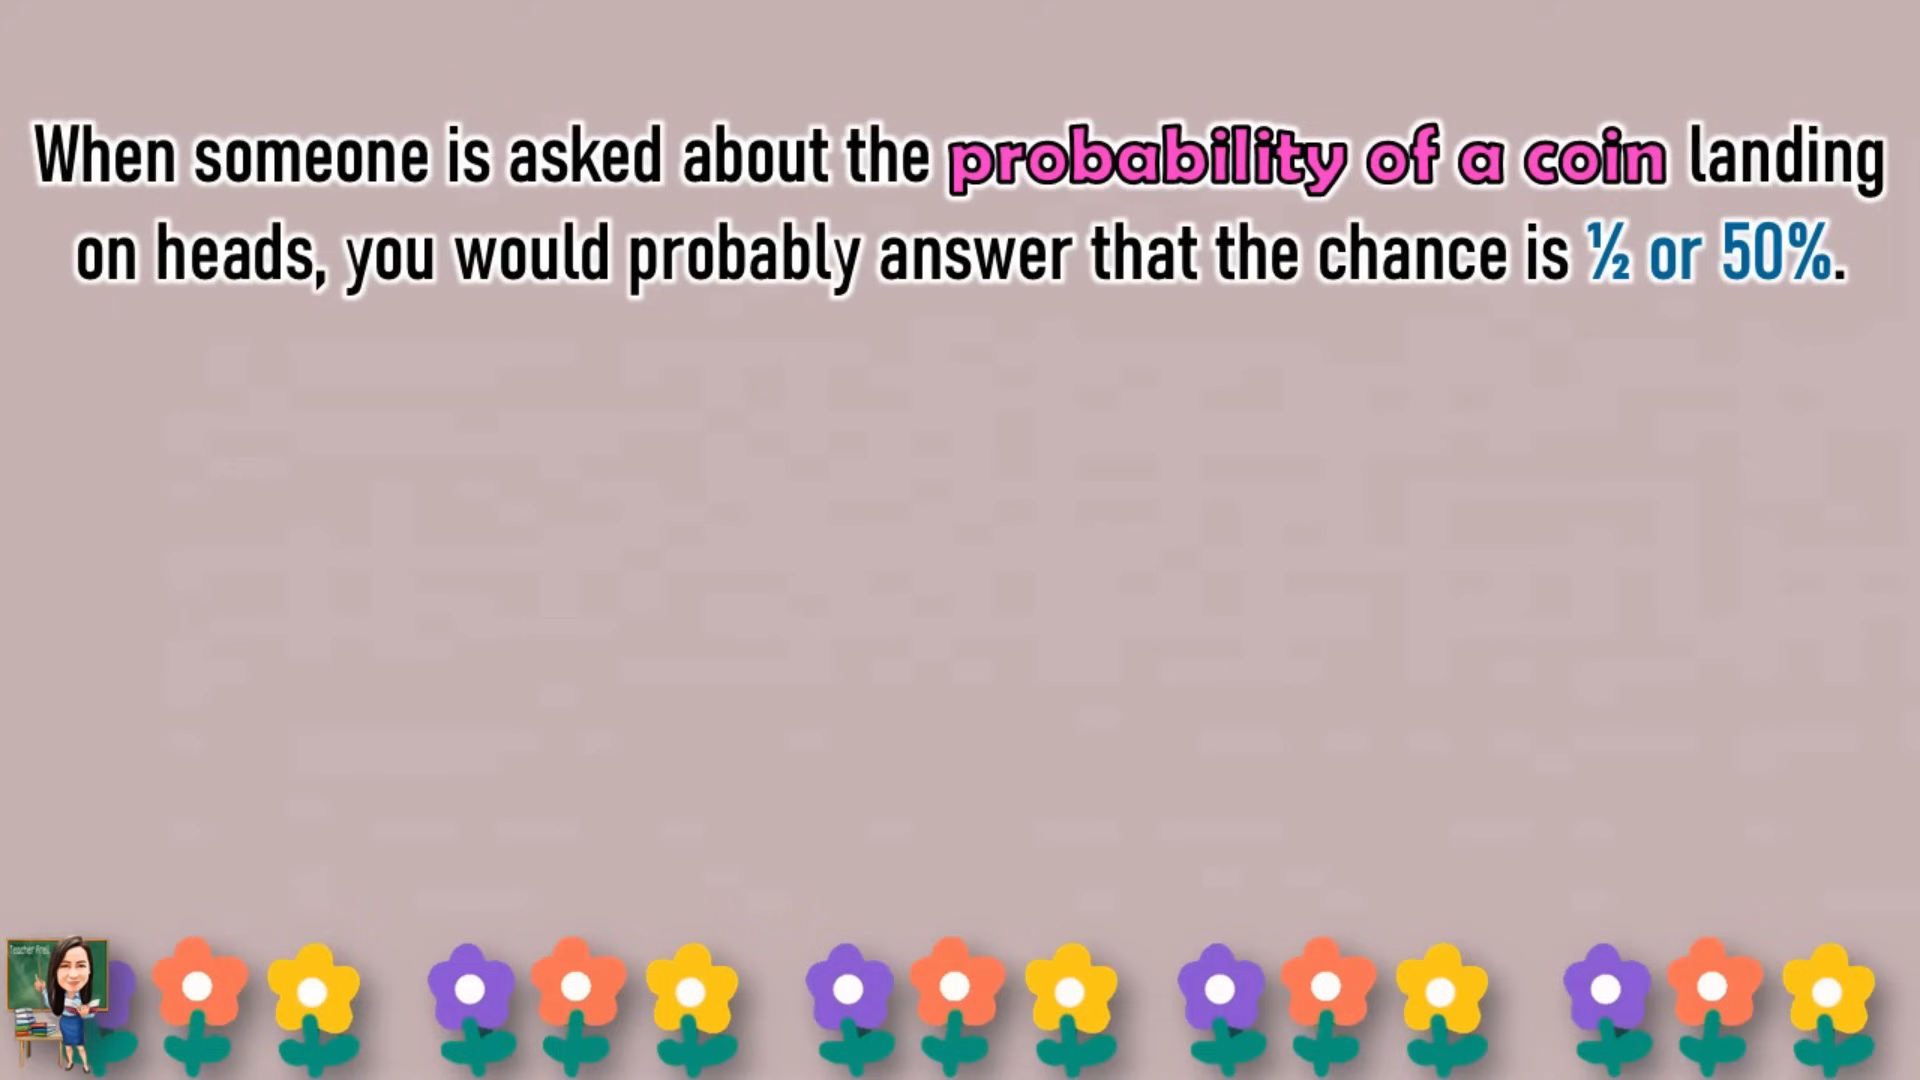 When someone is asked about the probability of a coin landing
on heads, you would probably answer that the chance is ½ or 50%.